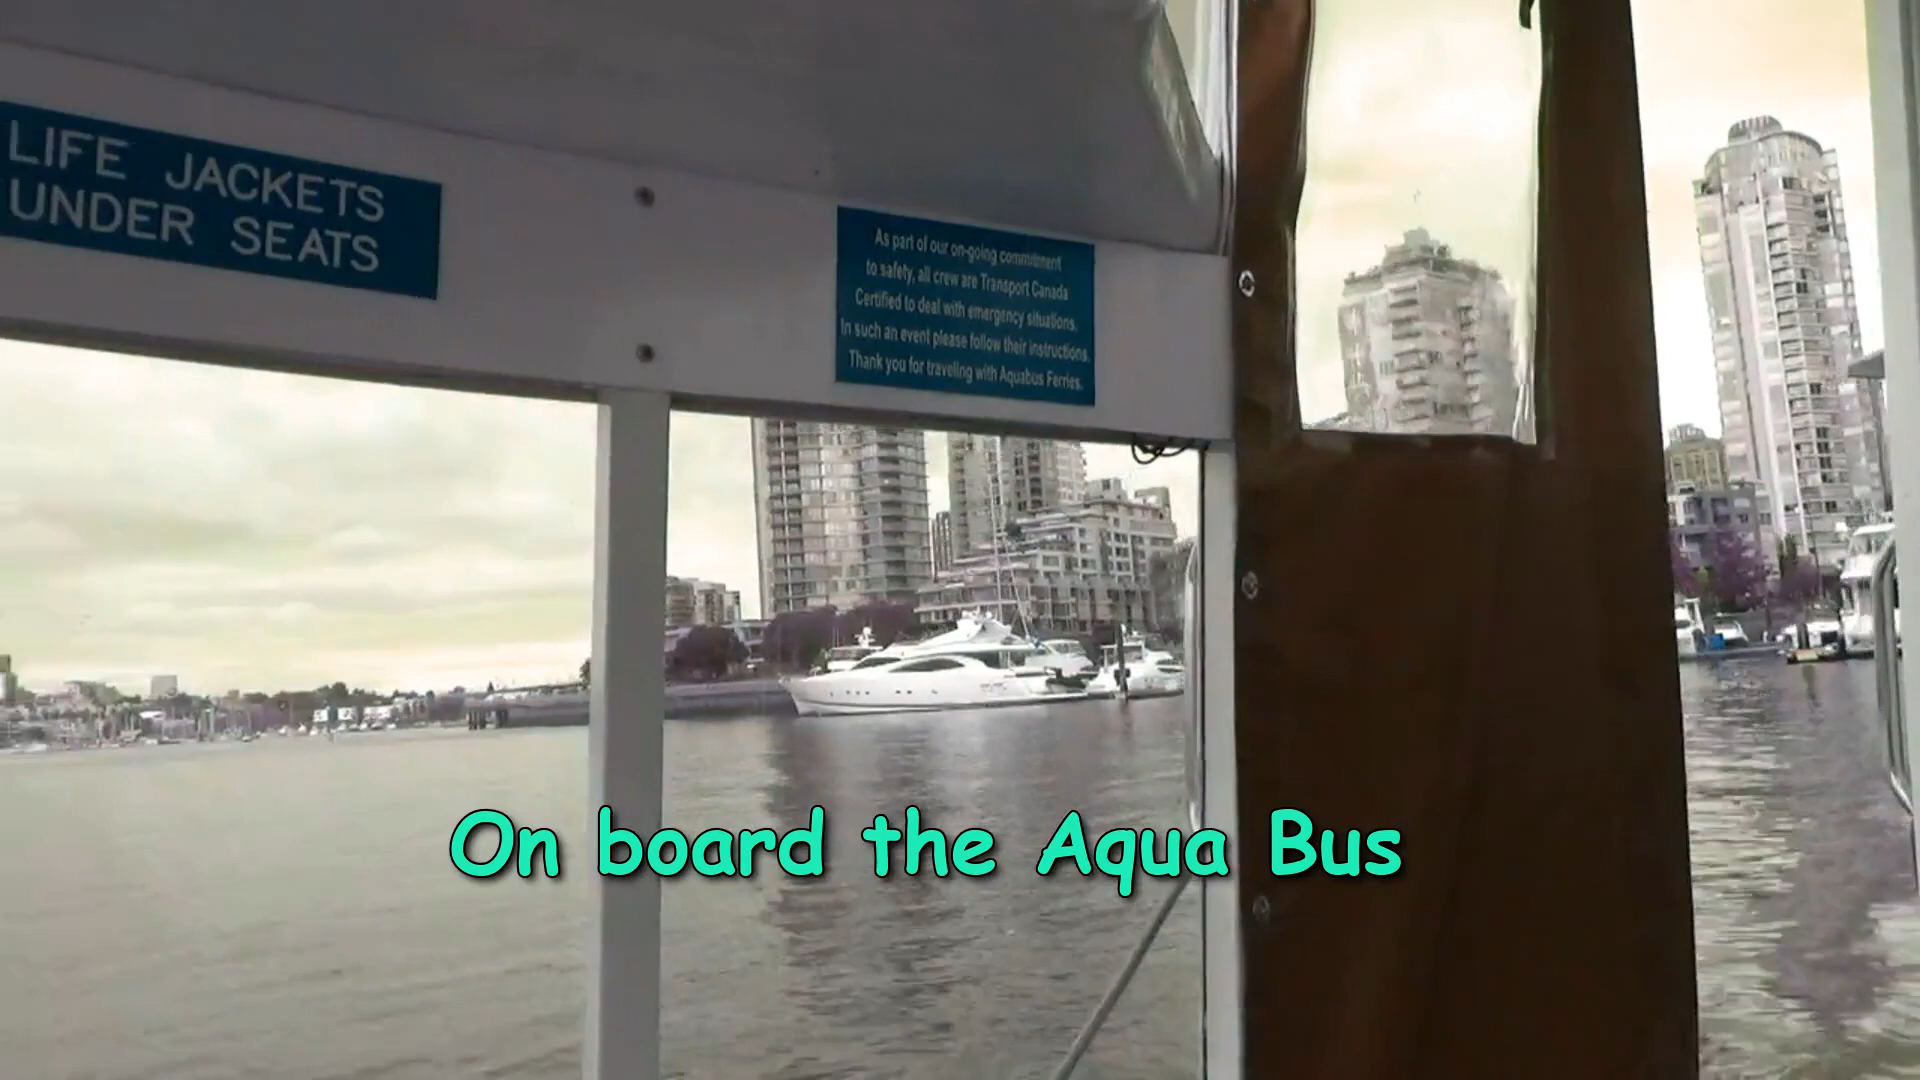 LIFE JACKETS
UNDER SEATS
As part of our on-going commitment
to safety, all crew are Transport Canada
Certified to deal with emergency situations.
In such an event please follow their instructions.
Thank you for traveling with Aquabus Ferries.
On board the Aqua Bus